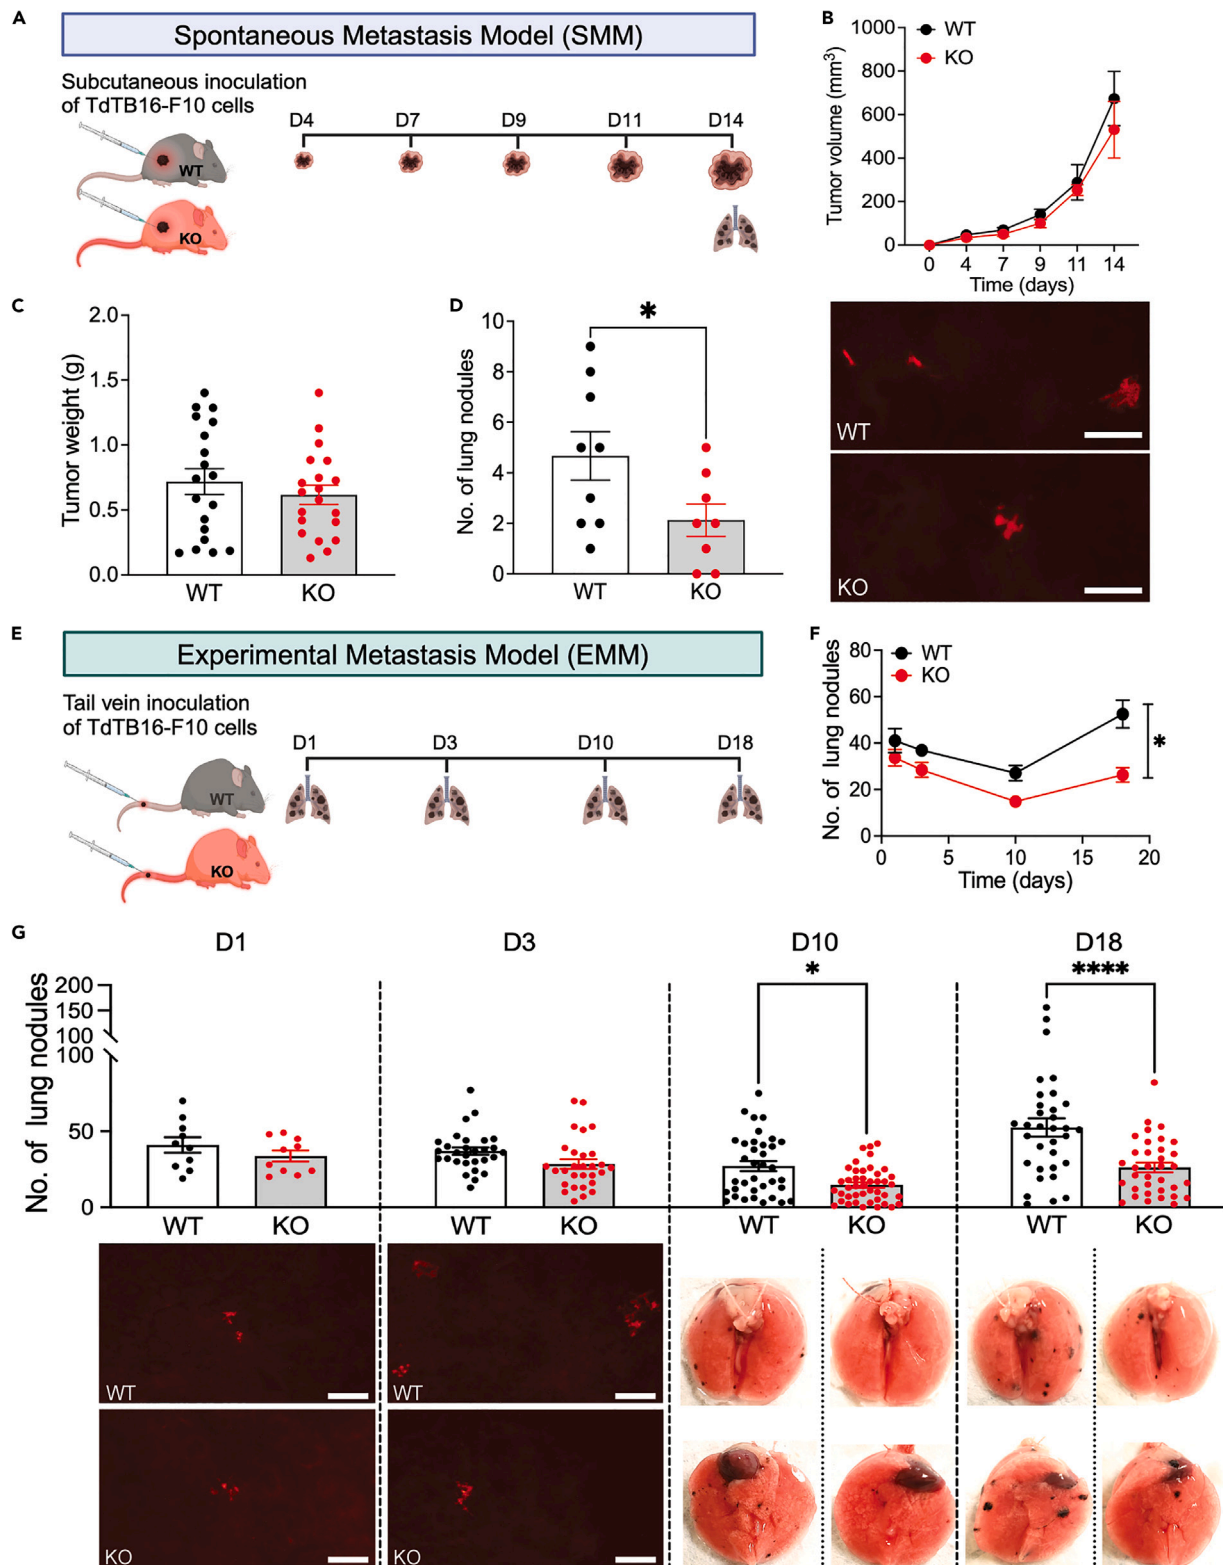 A
Spontaneous Metastasis Model (SMM)
Subcutaneous inoculation
of TdTB16-F10 cells
WT
KO
D4 D7 D9 D11 D14
B
Tumor volume (mm3)
1000
800
600
400
200
0
WT
KO
0 4 7 9 11 14
Time (days)
C
Tumor weight (g)
2.0
1.5
1.0
0.5
0.0
WT KO
D
No. of lung nodules
10
8
6
4
2
0
*
WT KO
WT
KO
E
Experimental Metastasis Model (EMM)
Tail vein inoculation
of TdTB16-F10 cells
WT
KO
D1 D3 D10 D18
F
No. of lung nodules
80
60
40
20
0
WT
KO
*
0 5 10 15 20
Time (days)
G
D1 D3 D10 D18
* ****
No. of lung nodules
200
150
100
100
50
0
WT KO WT KO WT KO WT KO
WT WT
KO KO